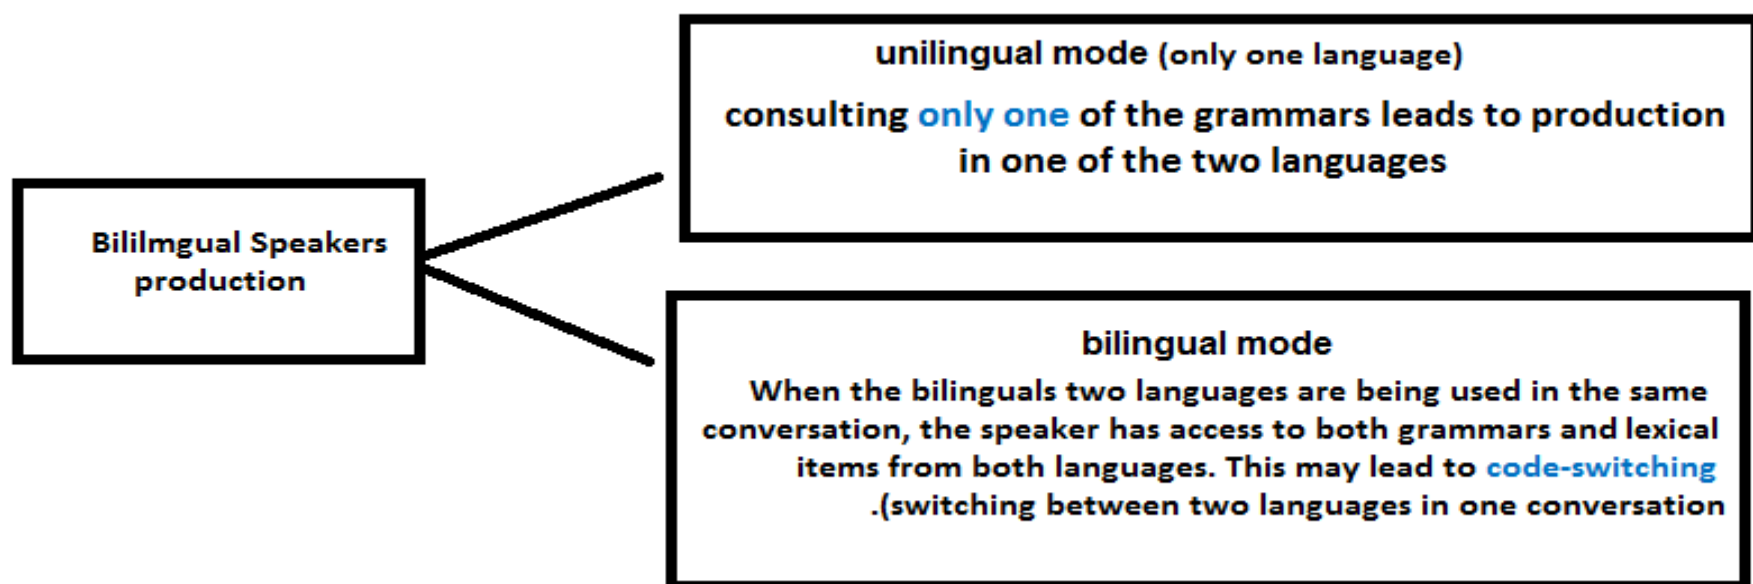 unilingual mode (only one language)
consulting only one of the grammars leads to production
in one of the two languages
Bililmgual Speakers
production
bilingual mode
When the bilinguals two languages are being used in the same
conversation, the speaker has access to both grammars and lexical
items from both languages. This may lead to code-switching
.(switching between two languages in one conversation